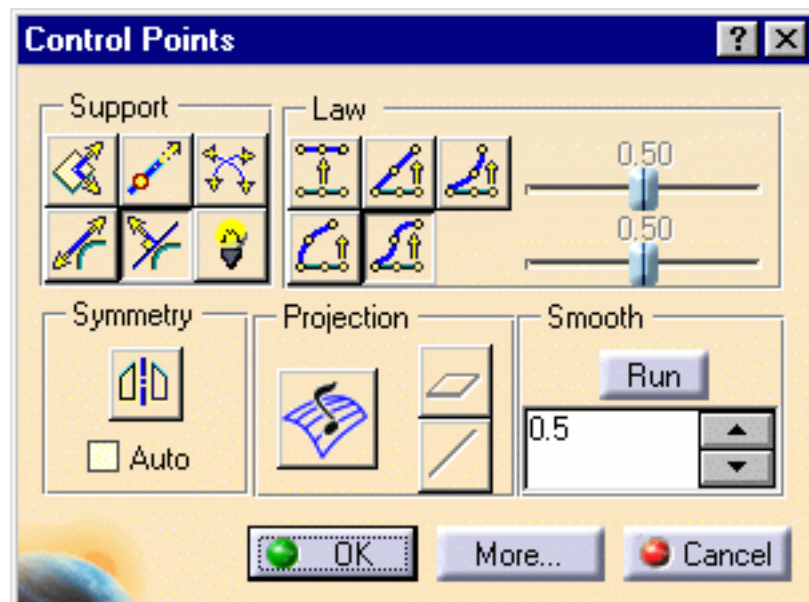 Control Points
Support
Law
0.50
0.50
Symmetry
Projection
Smooth
Run
0.5
Auto
OK
More...
Cancel